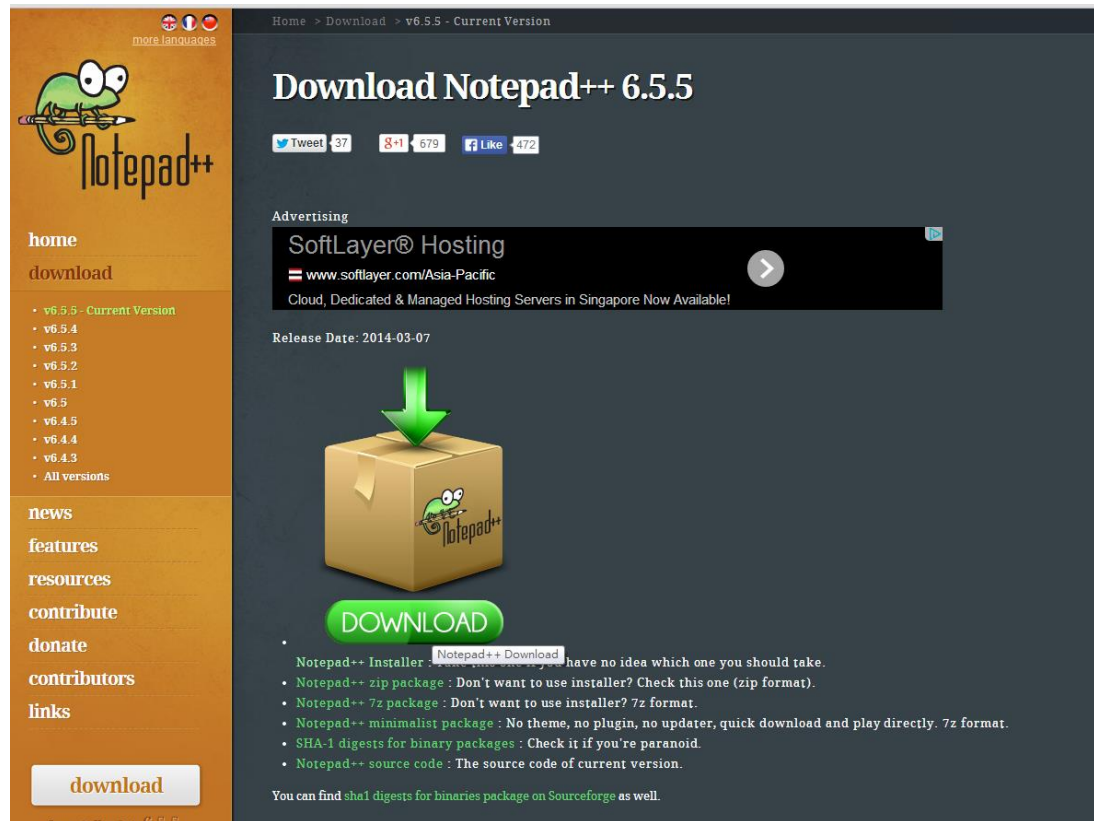 more languages
Notepad++
home
download
v6.5.5 - Current Version
v6.5.4
v6.5.3
v6.5.2
v6.5.1
v6.5
v6.4.5
v6.4.4
v6.4.3
All versions
news
features
resources
contribute
donate
contributors
links
download
Home > Download > v6.5.5 - Current Version
Download Notepad++ 6.5.5
Tweet 37 g+1 679 Like 472
Advertising
SoftLayer® Hosting
www.softlayer.com/Asia-Pacific
Cloud, Dedicated & Managed Hosting Servers in Singapore Now Available!
Release Date: 2014-03-07
Notepad++
DOWNLOAD
Notepad++ Download
Notepad++ Installer : have no idea which one you should take.
Notepad++ zip package : Don't want to use installer? Check this one (zip format).
Notepad++ 7z package : Don't want to use installer? 7z format.
Notepad++ minimalist package : No theme, no plugin, no updater, quick download and play directly. 7z format.
SHA-1 digests for binary packages : Check it if you're paranoid.
Notepad++ source code : The source code of current version.
You can find sha1 digests for binaries package on Sourceforge as well.